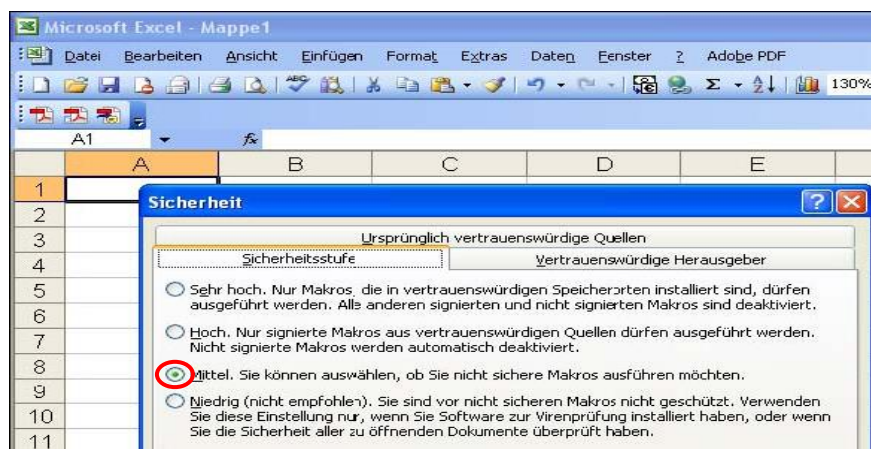 Microsoft Excel - Mappe1
Datei Bearbeiten Ansicht Einfügen Format Extras Daten Fenster ? Adobe PDF
130%
A1 fx
A B C D E
1
Sicherheit
2
Ursprünglich vertrauenswürdige Quellen
3
Sicherheitsstufe Vertrauenswürdige Herausgeber
4
Sehr hoch. Nur Makros, die in vertrauenswürdigen Speicherorten installiert sind, dürfen
5
ausgeführt werden. Alle anderen signierten und nicht signierten Makros sind deaktiviert.
6
Hoch. Nur signierte Makros aus vertrauenswürdigen Quellen dürfen ausgeführt werden.
7
Nicht signierte Makros werden automatisch deaktiviert.
8
Mittel. Sie können auswählen, ob Sie nicht sichere Makros ausführen möchten.
9
Niedrig (nicht empfohlen). Sie sind vor nicht sicheren Makros nicht geschützt. Verwenden
10
Sie diese Einstellung nur, wenn Sie Software zur Virenprüfung installiert haben, oder wenn
11
Sie die Sicherheit aller zu öffnenden Dokumente überprüft haben.